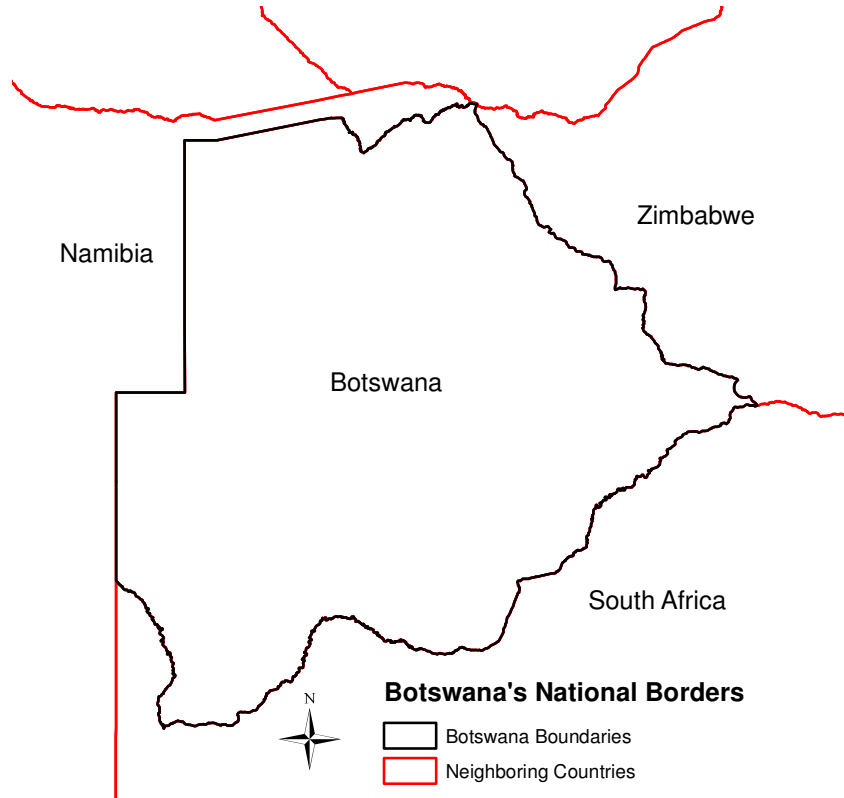 Zimbabwe
Namibia
Botswana
South Africa
Botswana's National Borders
N
Botswana Boundaries
Neighboring Countries